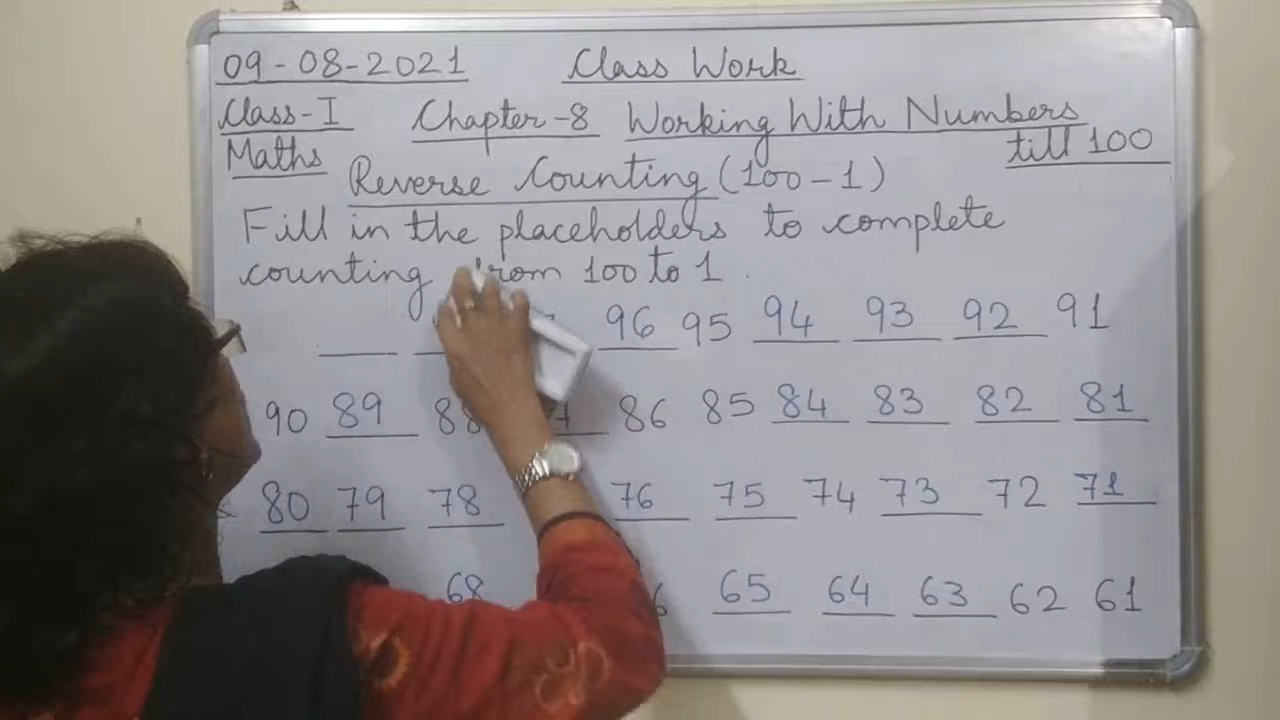 09-08-2021 Class Work
Class-I Chapter-8 Working With Numbers
Maths till 100
Reverse Counting (100-1)
Fill in the placeholders to complete
counting from 100 to 1.
96 95 94 93 92 91
90 89 88 86 85 84 83 82 81
80 79 78 76 75 74 73 72 71
68 65 64 63 62 61